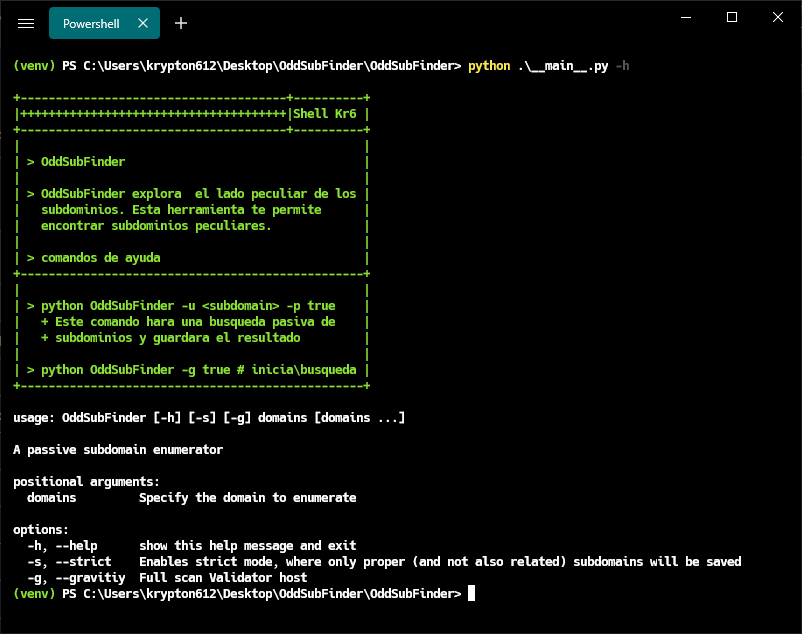 Powershell
(venv) PS C:\Users\krypton612\Desktop\OddSubFinder\OddSubFinder> python .\__main__.py -h
+--------------------------------------+----------+
|++++++++++++++++++++++++++++++++++++++|Shell Kr6 |
+--------------------------------------+----------+
| > OddSubFinder |
| > OddSubFinder explora  el lado peculiar de los |
| subdominios. Esta herramienta te permite |
| encontrar subdominios peculiares. |
| > comandos de ayuda |
+-------------------------------------------------+
| > python OddSubFinder -u <subdomain> -p true |
| + Este comando hara una busqueda pasiva de |
| + subdominios y guardara el resultado |
| > python OddSubFinder -g true # inicia\busqueda |
+-------------------------------------------------+
usage: OddSubFinder [-h] [-s] [-g] domains [domains ...]
A passive subdomain enumerator
positional arguments:
domains Specify the domain to enumerate
options:
-h, --help show this help message and exit
-s, --strict Enables strict mode, where only proper (and not also related) subdomains will be saved
-g, --gravitiy Full scan Validator host
(venv) PS C:\Users\krypton612\Desktop\OddSubFinder\OddSubFinder>